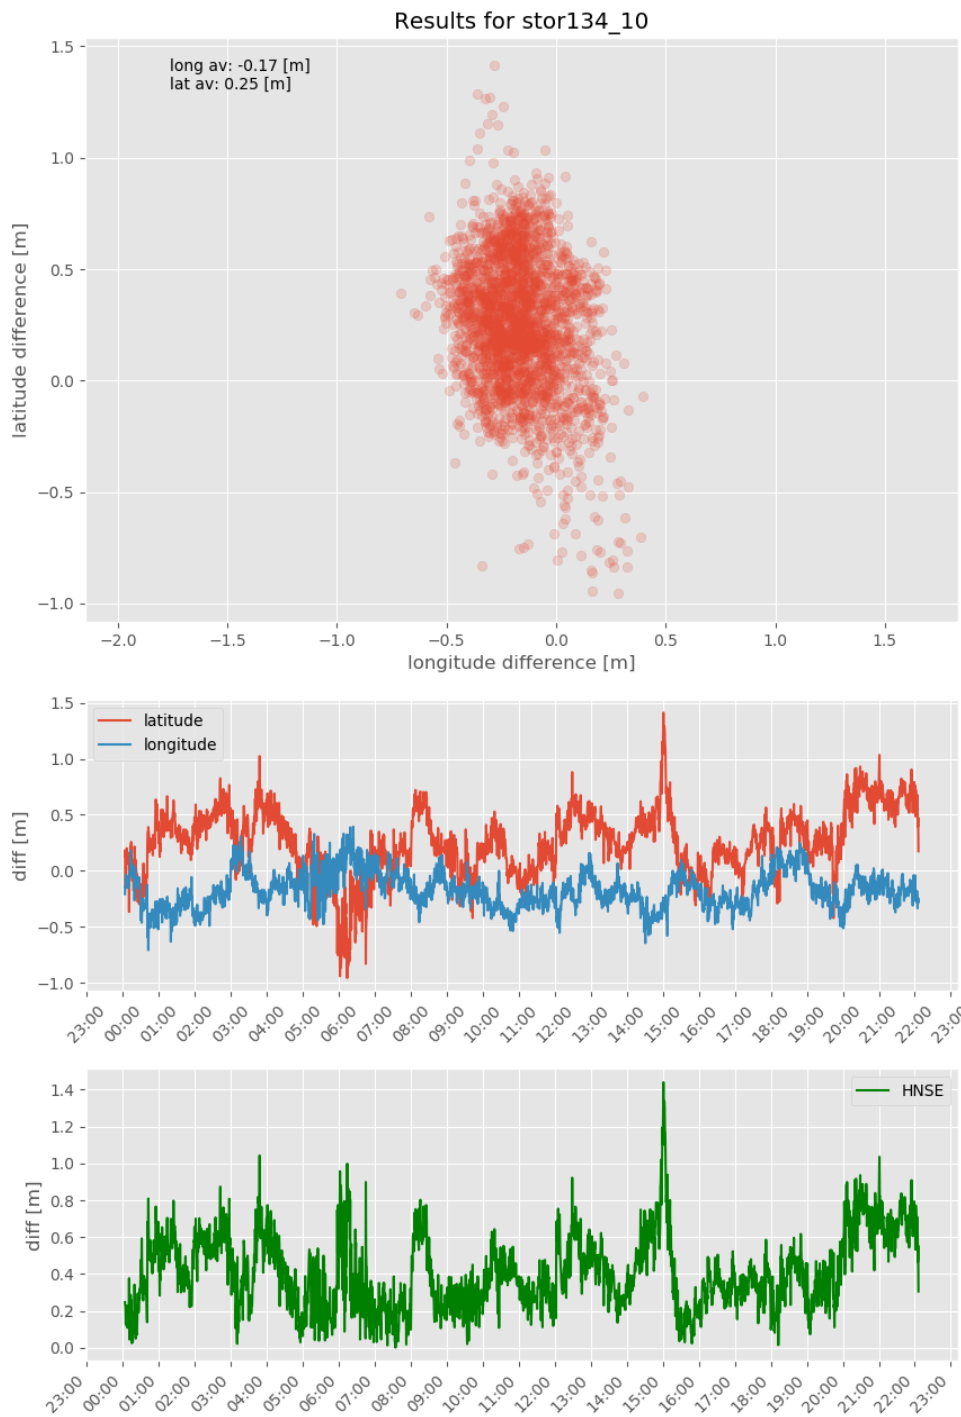 Results for stor134_10
long av: -0.17 [m]
lat av: 0.25 [m]
1.5
1.0
0.5
0.0
−0.5
−1.0
latitude difference [m]
−2.0 −1.5 −1.0 −0.5 0.0 0.5 1.0 1.5
longitude difference [m]
latitude
longitude
1.5
1.0
0.5
0.0
−0.5
−1.0
diff [m]
23:00 00:00 01:00 02:00 03:00 04:00 05:00 06:00 07:00 08:00 09:00 10:00 11:00 12:00 13:00 14:00 15:00 16:00 17:00 18:00 19:00 20:00 21:00 22:00 23:00
HNSE
1.4
1.2
1.0
0.8
0.6
0.4
0.2
0.0
diff [m]
23:00 00:00 01:00 02:00 03:00 04:00 05:00 06:00 07:00 08:00 09:00 10:00 11:00 12:00 13:00 14:00 15:00 16:00 17:00 18:00 19:00 20:00 21:00 22:00 23:00